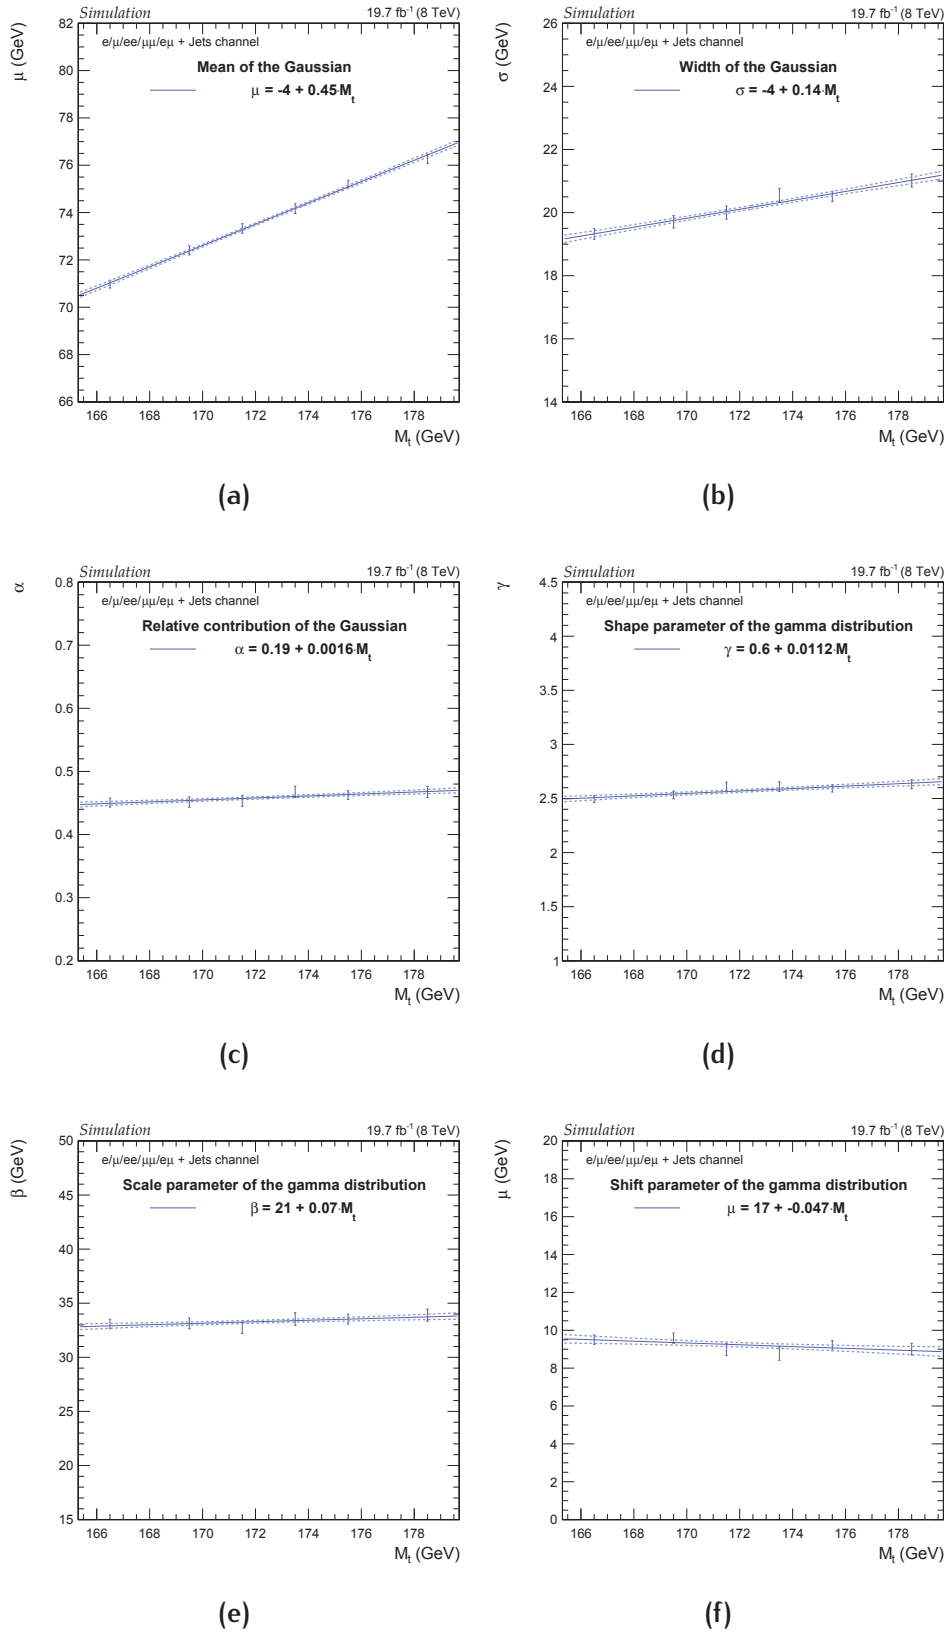 Simulation 19.7 fb⁻¹ (8 TeV)
μ (GeV)
82
80
78
76
74
72
70
68
66
e/μ/ee/μμ/eμ + Jets channel
Mean of the Gaussian
μ = -4 + 0.45·M_t
166 168 170 172 174 176 178
M_t (GeV)
(a)
Simulation 19.7 fb⁻¹ (8 TeV)
σ (GeV)
26
24
22
20
18
16
14
e/μ/ee/μμ/eμ + Jets channel
Width of the Gaussian
σ = -4 + 0.14·M_t
166 168 170 172 174 176 178
M_t (GeV)
(b)
Simulation 19.7 fb⁻¹ (8 TeV)
α
0.8
0.7
0.6
0.5
0.4
0.3
0.2
e/μ/ee/μμ/eμ + Jets channel
Relative contribution of the Gaussian
α = 0.19 + 0.0016·M_t
166 168 170 172 174 176 178
M_t (GeV)
(c)
Simulation 19.7 fb⁻¹ (8 TeV)
γ
4.5
4
3.5
3
2.5
2
1.5
1
e/μ/ee/μμ/eμ + Jets channel
Shape parameter of the gamma distribution
γ = 0.6 + 0.0112·M_t
166 168 170 172 174 176 178
M_t (GeV)
(d)
Simulation 19.7 fb⁻¹ (8 TeV)
β (GeV)
50
45
40
35
30
25
20
15
e/μ/ee/μμ/eμ + Jets channel
Scale parameter of the gamma distribution
β = 21 + 0.07·M_t
166 168 170 172 174 176 178
M_t (GeV)
(e)
Simulation 19.7 fb⁻¹ (8 TeV)
μ (GeV)
20
18
16
14
12
10
8
6
4
2
0
e/μ/ee/μμ/eμ + Jets channel
Shift parameter of the gamma distribution
μ = 17 + -0.047·M_t
166 168 170 172 174 176 178
M_t (GeV)
(f)